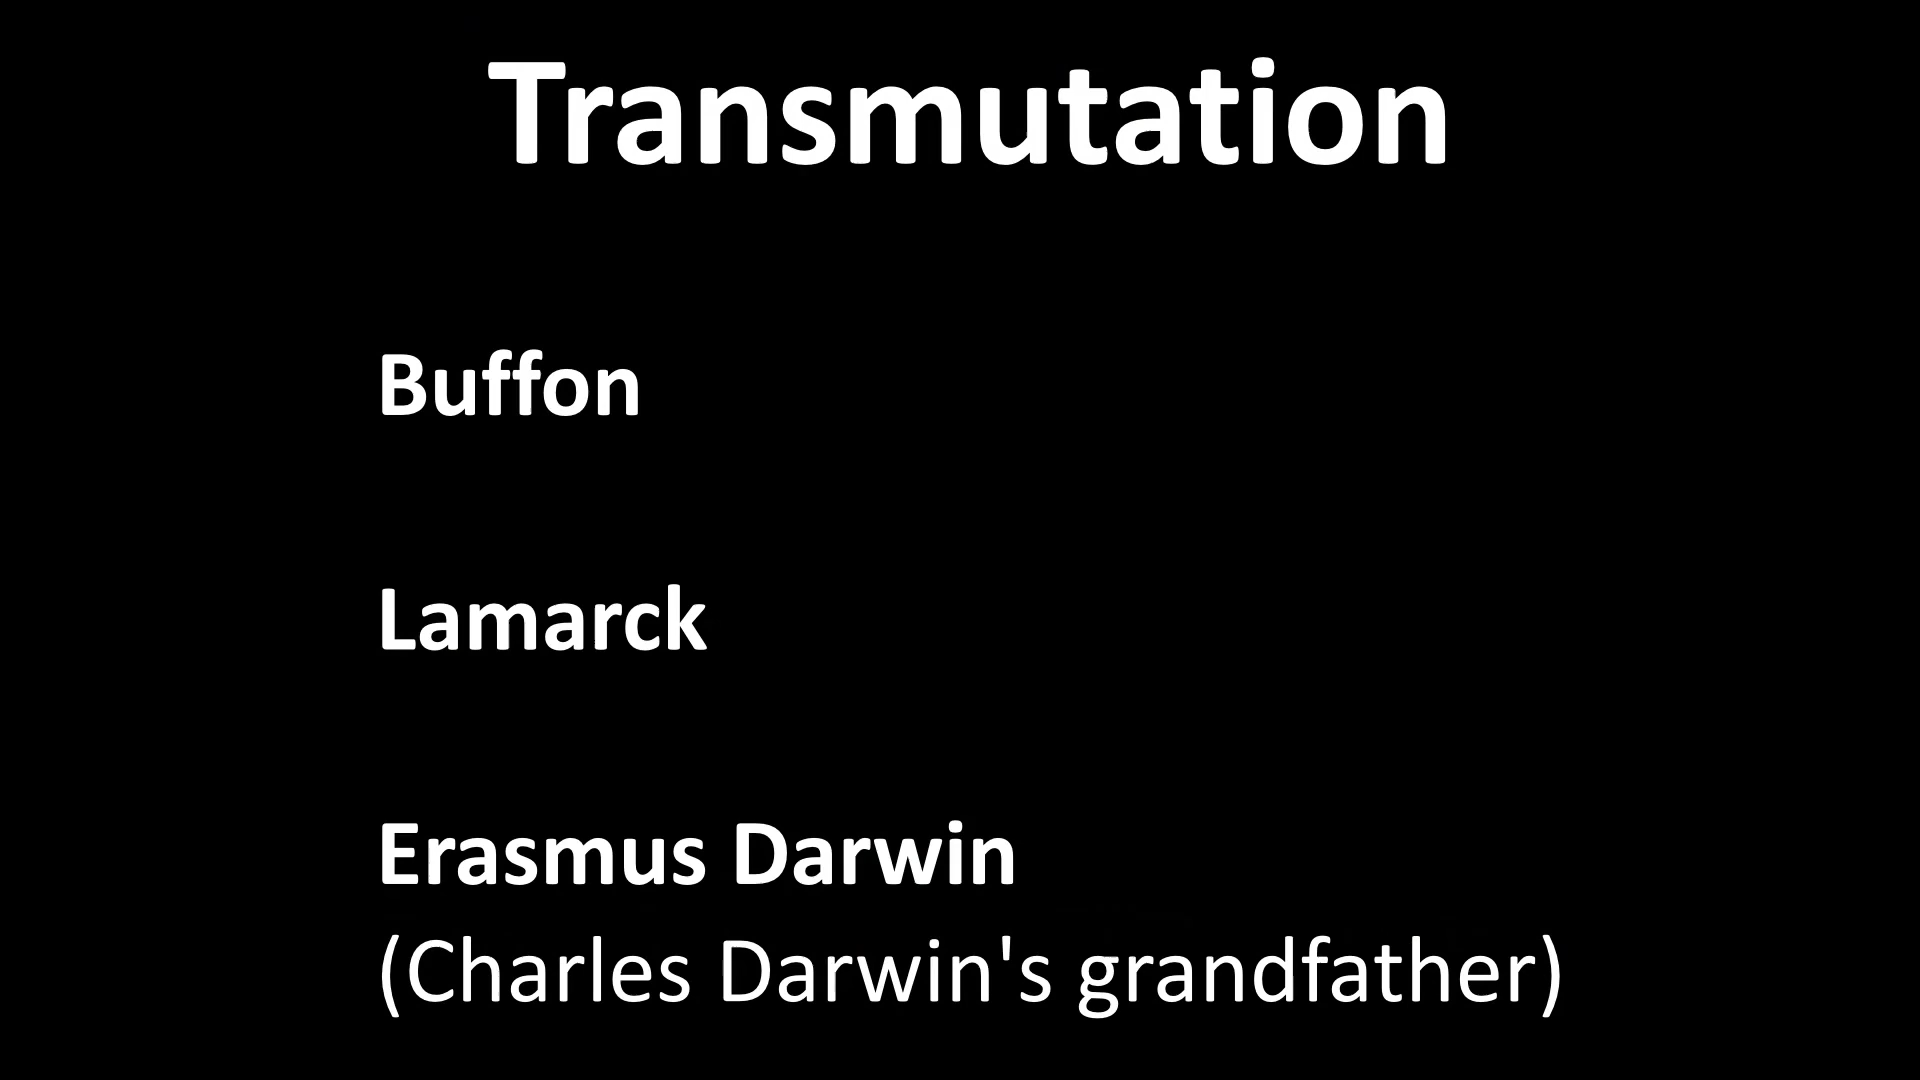 Transmutation
Buffon
Lamarck
Erasmus Darwin
(Charles Darwin's grandfather)